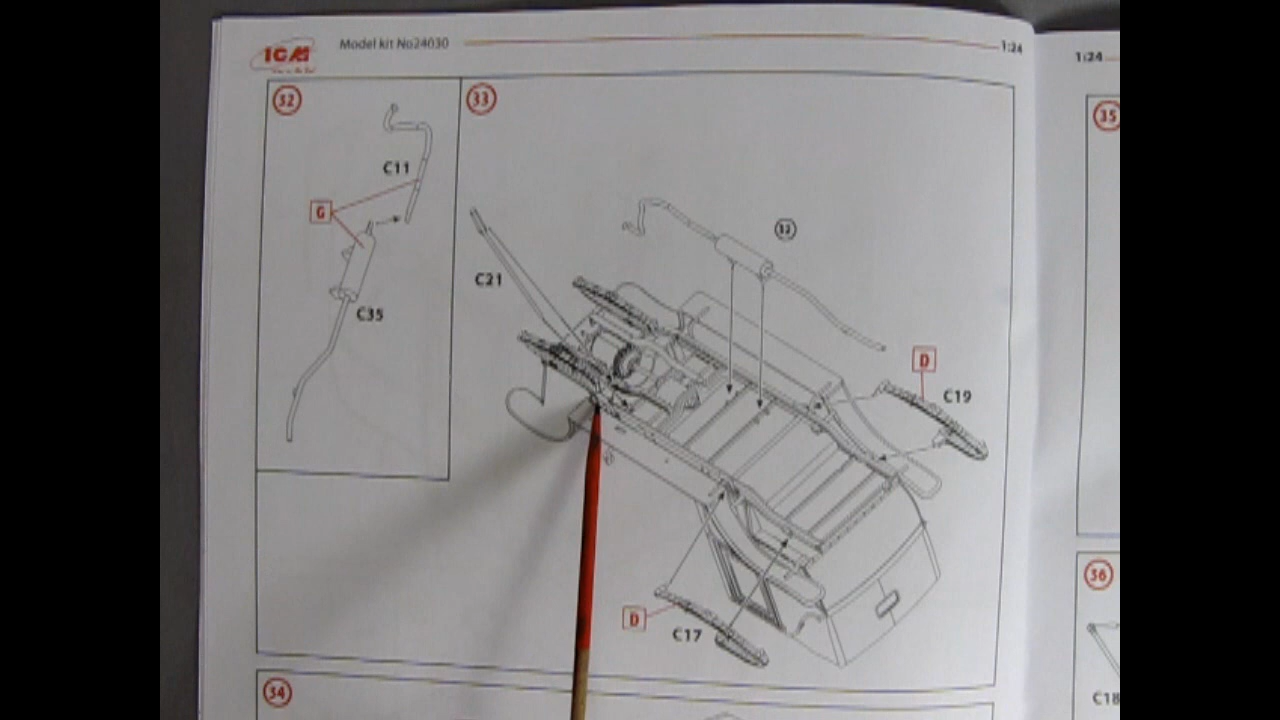 ICM
Model kit No24030
1:24
32
C11
G
C35
33
C21
32
D
C19
D
C17
34
1:24
35
36
C18